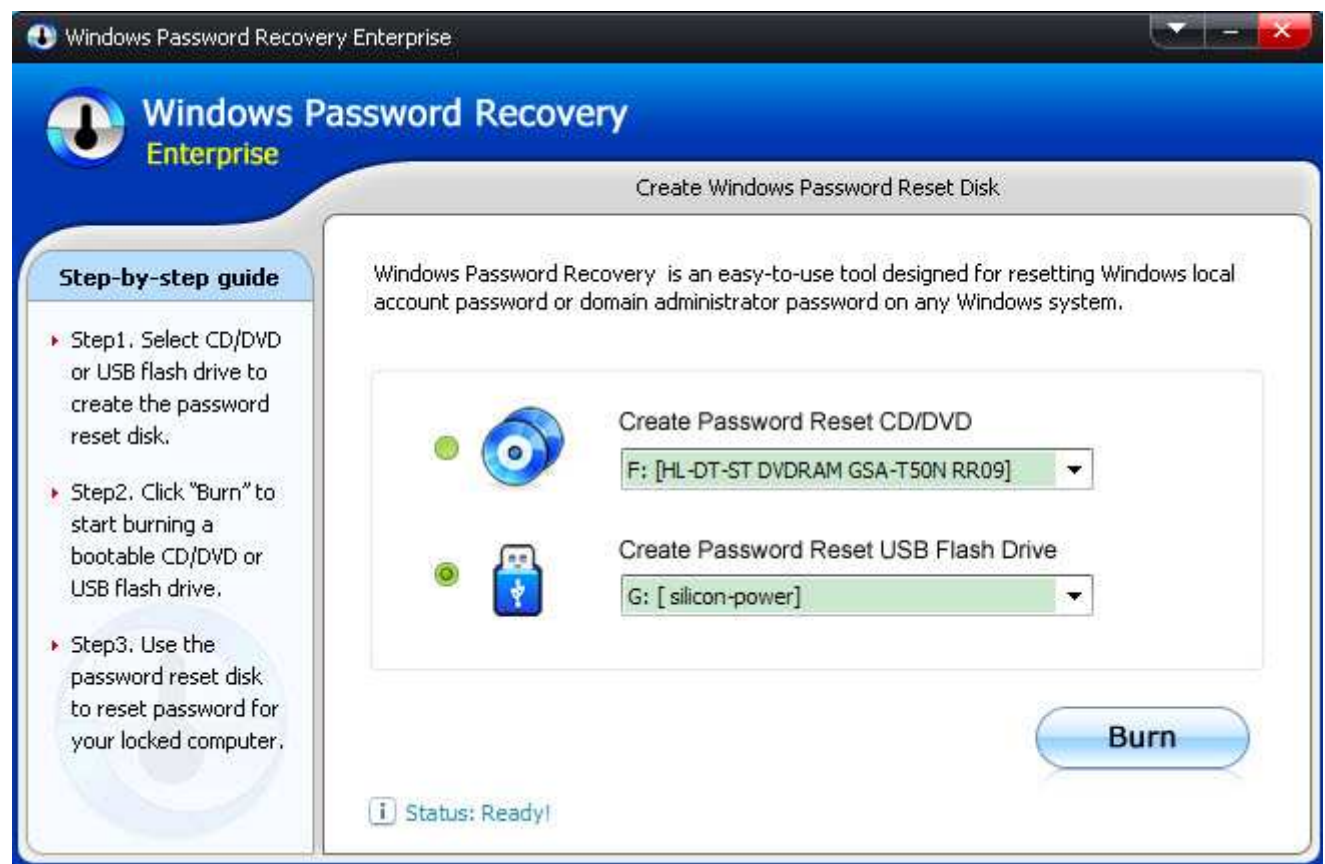 Windows Password Recovery Enterprise
Windows Password Recovery
Enterprise
Create Windows Password Reset Disk
Step-by-step guide
Step1. Select CD/DVD
or USB flash drive to
create the password
reset disk.
Step2. Click "Burn" to
start burning a
bootable CD/DVD or
USB flash drive.
Step3. Use the
password reset disk
to reset password for
your locked computer.
Windows Password Recovery is an easy-to-use tool designed for resetting Windows local
account password or domain administrator password on any Windows system.
Create Password Reset CD/DVD
F: [HL-DT-ST DVDRAM GSA-T50N RR09]
Create Password Reset USB Flash Drive
G: [ silicon-power]
Burn
Status: Ready!